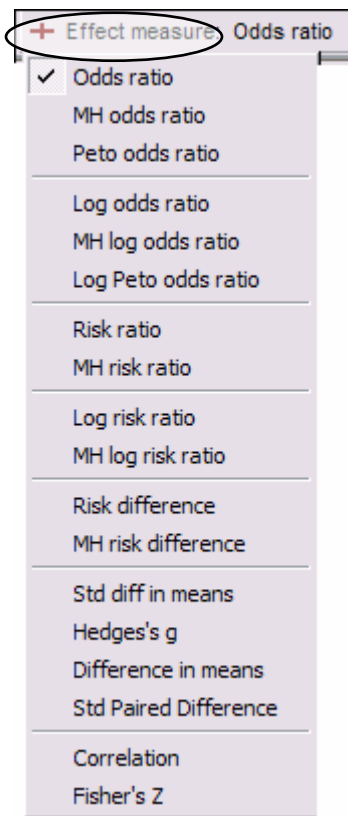 Effect measure: Odds ratio
Odds ratio
MH odds ratio
Peto odds ratio
Log odds ratio
MH log odds ratio
Log Peto odds ratio
Risk ratio
MH risk ratio
Log risk ratio
MH log risk ratio
Risk difference
MH risk difference
Std diff in means
Hedges's g
Difference in means
Std Paired Difference
Correlation
Fisher's Z